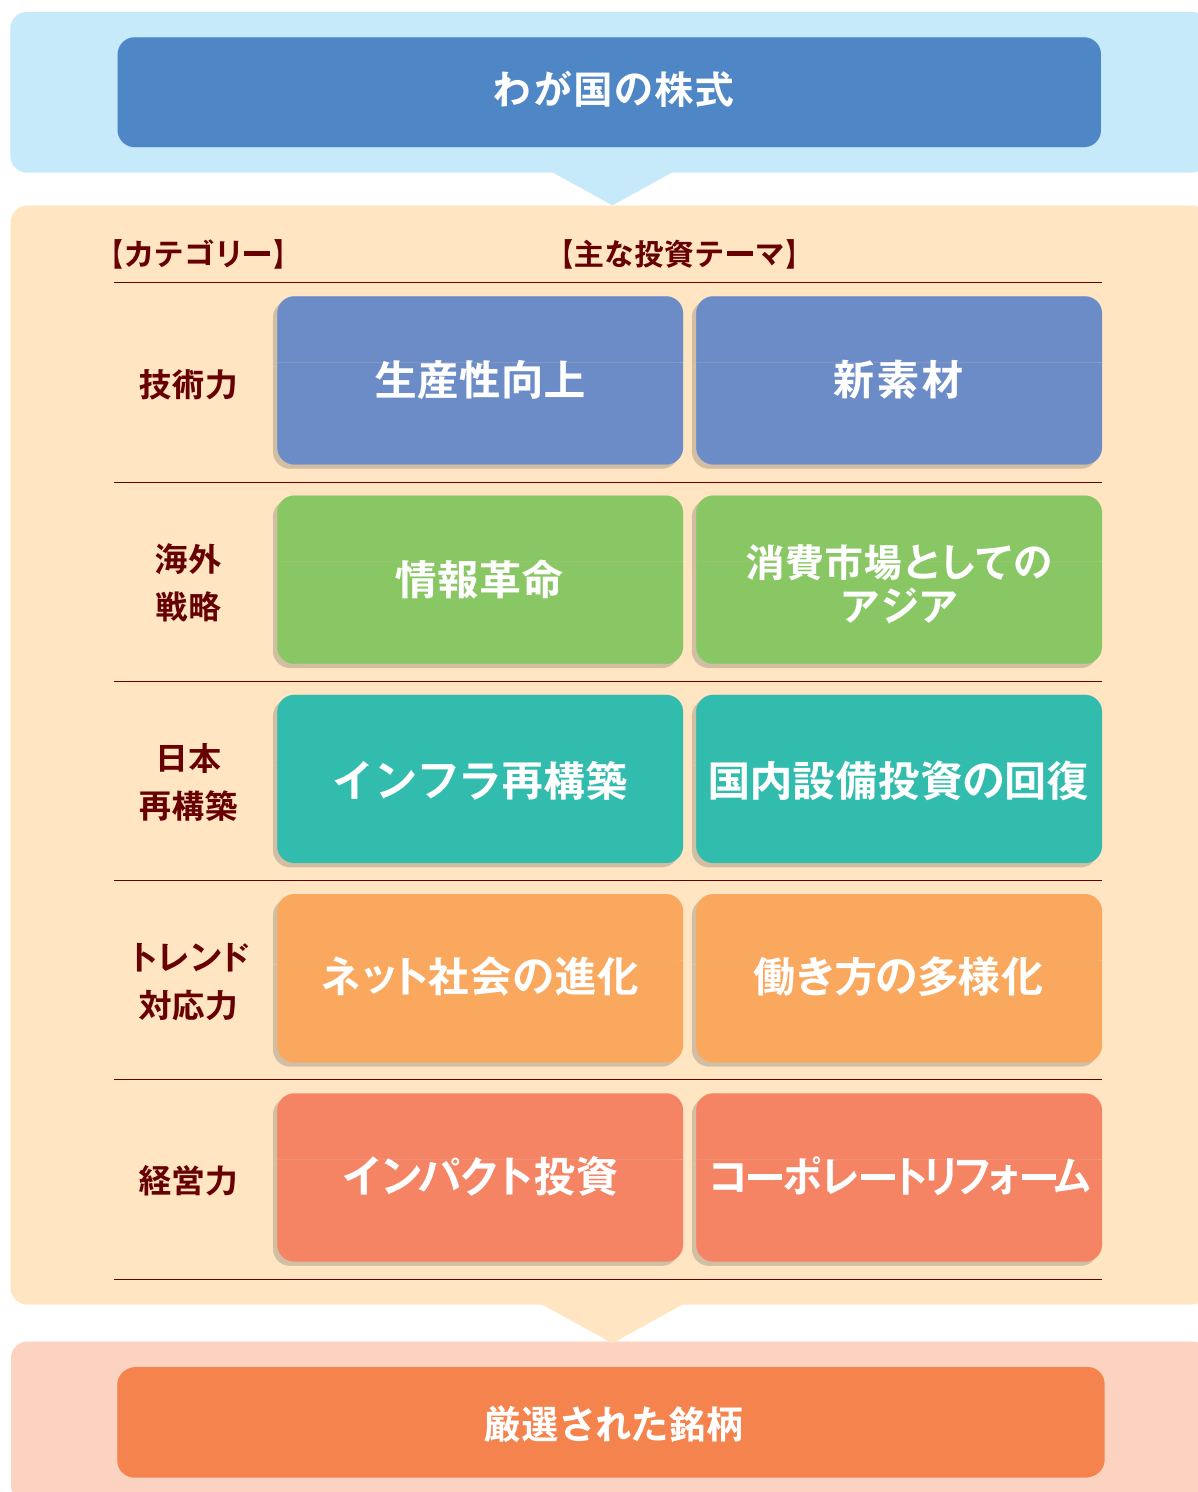 わが国の株式
【カテゴリー】 【主な投資テーマ】
技術力
生産性向上
新素材
海外
戦略
情報革命
消費市場としての
アジア
日本
再構築
インフラ再構築
国内設備投資の回復
トレンド
対応力
ネット社会の進化
働き方の多様化
経営力
インパクト投資
コーポレートリフォーム
厳選された銘柄